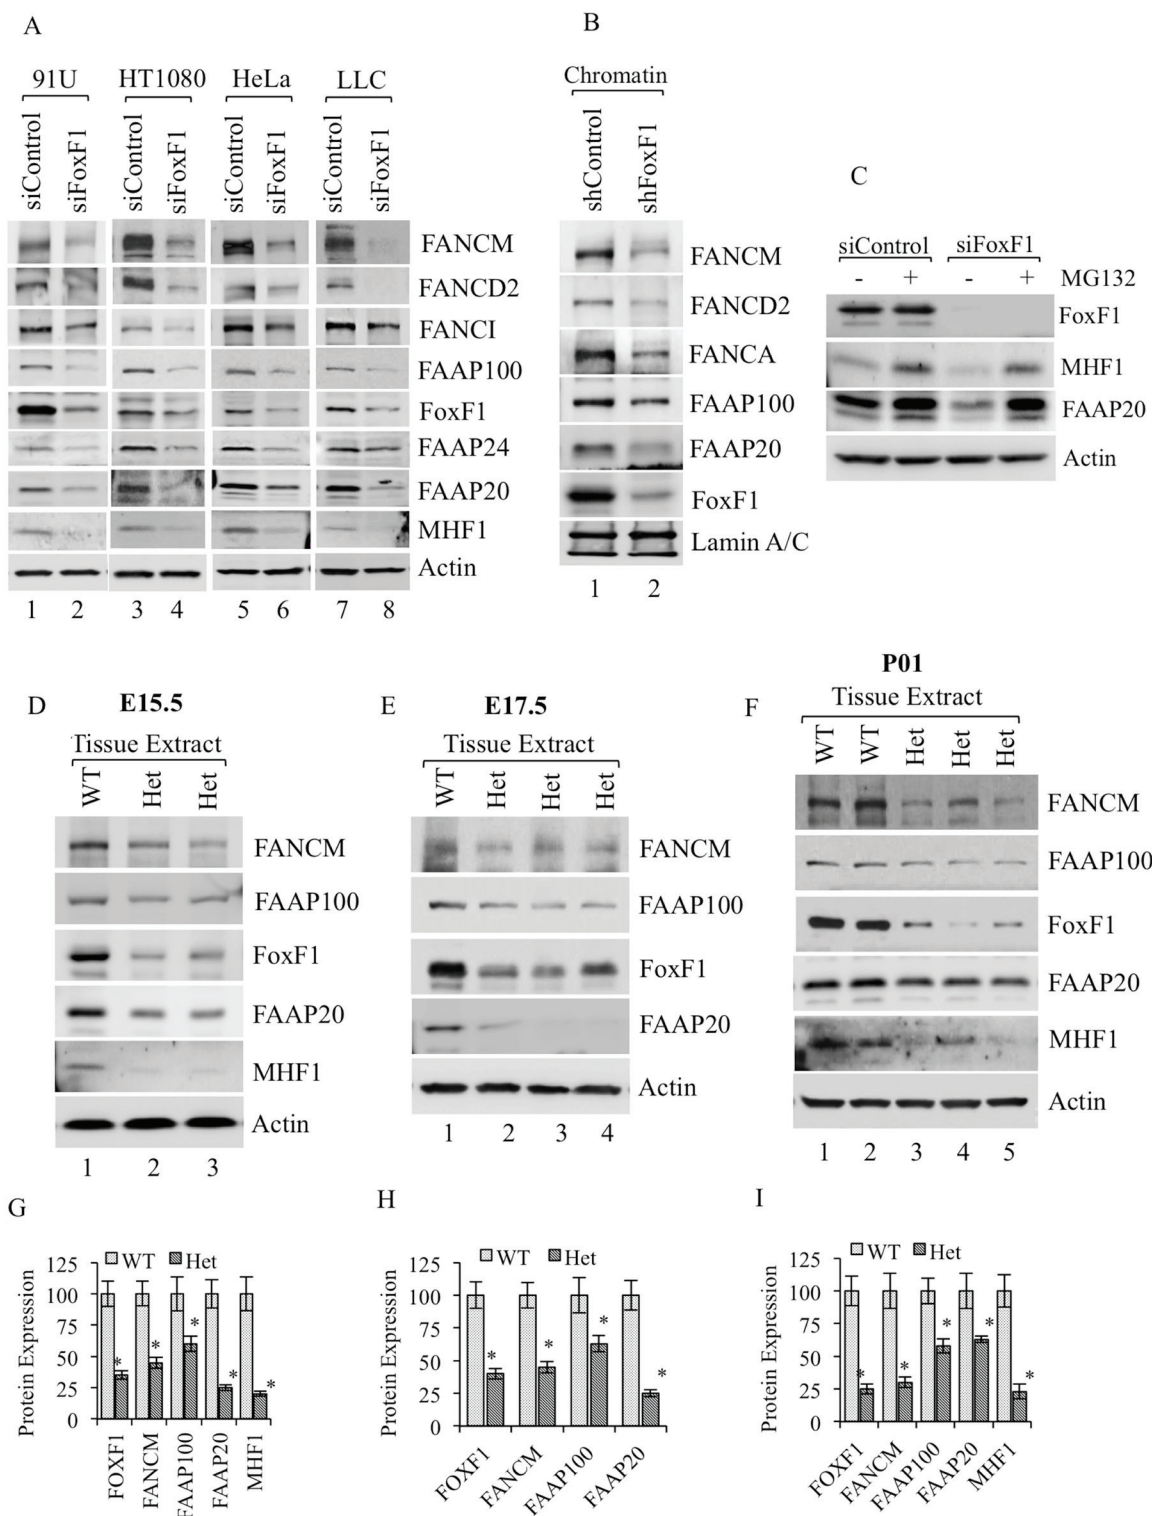 A
91U HT1080 HeLa LLC
siControl siFoxF1 siControl siFoxF1 siControl siFoxF1 siControl siFoxF1
FANCM
FANCD2
FANCI
FAAP100
FoxF1
FAAP24
FAAP20
MHF1
Actin
1 2 3 4 5 6 7 8
B
Chromatin
shControl shFoxF1
FANCM
FANCD2
FANCA
FAAP100
FAAP20
FoxF1
Lamin A/C
1 2
C
siControl siFoxF1
- + - + MG132
FoxF1
MHF1
FAAP20
Actin
D
E15.5
Tissue Extract
WT Het Het
FANCM
FAAP100
FoxF1
FAAP20
MHF1
Actin
1 2 3
E
E17.5
Tissue Extract
WT Het Het Het
FANCM
FAAP100
FoxF1
FAAP20
Actin
1 2 3 4
F
P01
Tissue Extract
WT WT Het Het Het
FANCM
FAAP100
FoxF1
FAAP20
MHF1
Actin
1 2 3 4 5
G
WT Het
Protein Expression
125
100
75
50
25
0
* * * * *
FOXF1 FANCM FAAP100 FAAP20 MHF1
H
WT Het
Protein Expression
125
100
75
50
25
0
* * * *
FOXF1 FANCM FAAP100 FAAP20
I
WT Het
Protein Expression
125
100
75
50
25
0
* * * * *
FOXF1 FANCM FAAP100 FAAP20 MHF1